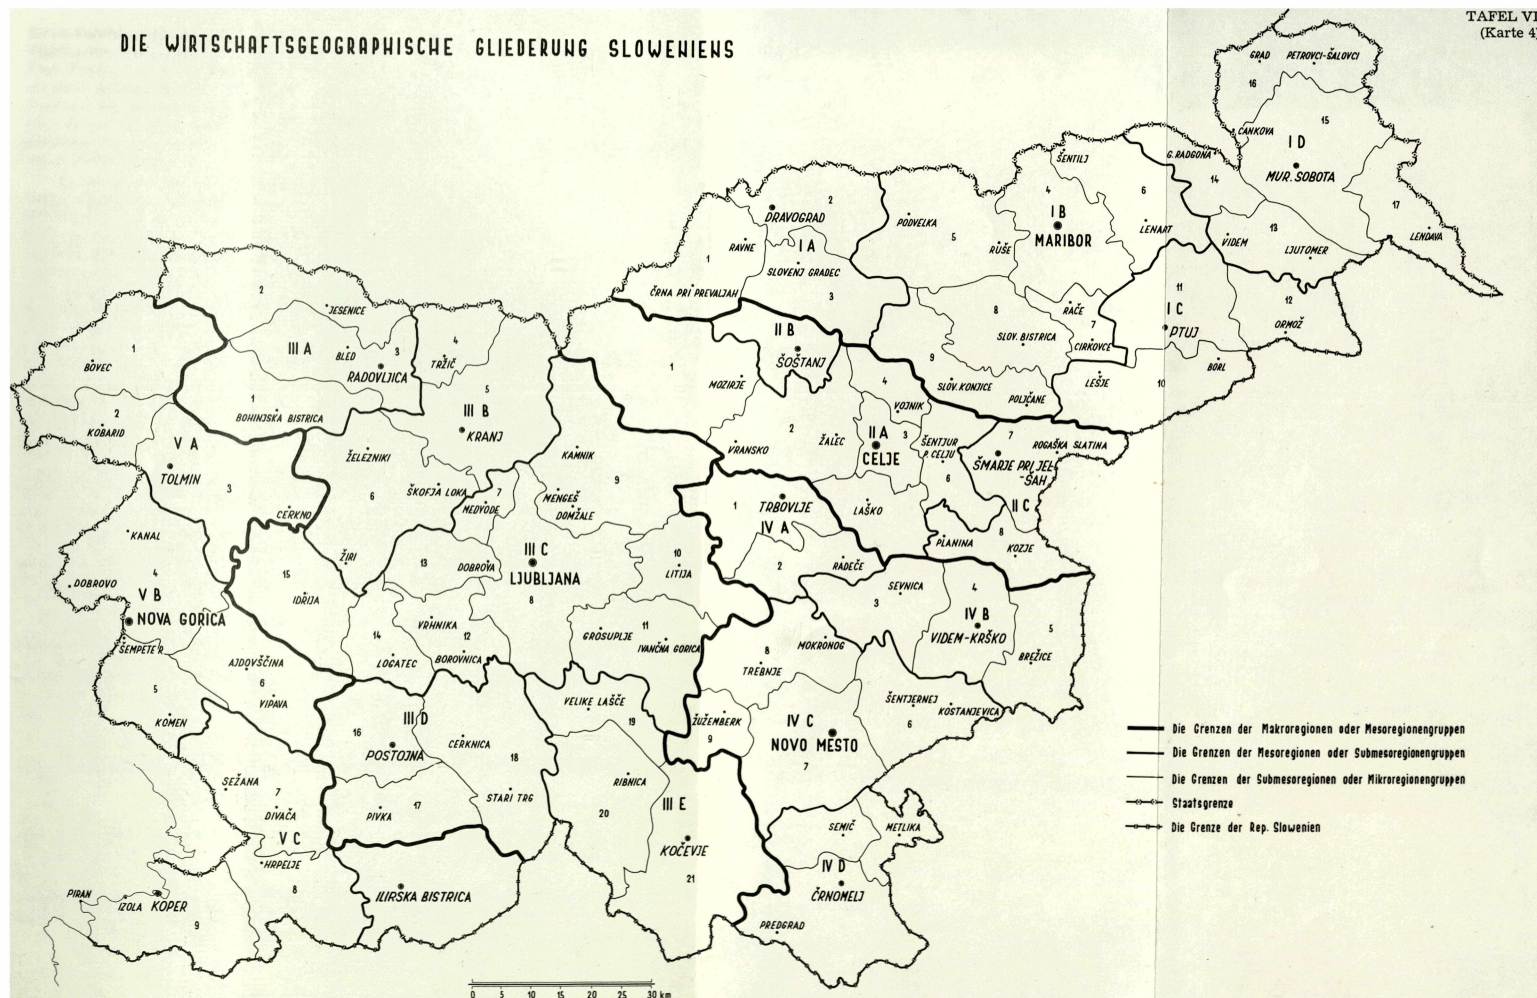 TAFEL VI
(Karte 4)
DIE WIRTSCHAFTSGEOGRAPHISCHE GLIEDERUNG SLOWENIENS
GRAD PETROVCI-ŠALOVCI
16
15
CANKOVA
I D
MUR. SOBOTA
ŠENTILJ
G. RADGONA
14
17
LENDAVA
13
VIDEM
LJUTOMER
2
DRAVOGRAD
RAVNE
I A
1
SLOVENJ GRADEC
ČRNA PRI PREVALJAH
3
PODVELKA
5
RUŠE
4
I B
MARIBOR
6
LENART
11
I C
PTUJ
12
ORMOŽ
8
RAČE
7
CIRKOVCE
SLOV. BISTRICA
9
SLOV. KONJICE
POLJČANE
LEŠJE
10
BORL
2
JESENICE
III A
BLED
3
RADOVLJICA
1
BOHINJSKA BISTRICA
4
TRŽIČ
5
III B
KRANJ
1
BOVEC
2
KOBARID
V A
TOLMIN
3
CERKNO
ŽELEZNIKI
6
ŠKOFJA LOKA
7
MEDVODE
ŽIRI
KAMNIK
9
MENGEŠ
DOMŽALE
1
MOZIRJE
II B
ŠOŠTANJ
2
ŽALEC
VRANSKO
4
VOJNIK
II A
3
CELJE
ŠENTJUR
P. CELJU
6
LAŠKO
7
ROGAŠKA SLATINA
ŠMARJE PRI JEL-
-ŠAH
II C
PLANINA
8
KOZJE
1
TRBOVLJE
IV A
2
RADEČE
III C
LJUBLJANA
13
DOBROVA
8
10
LITIJA
15
IDRIJA
VRHNIKA
12
14
LOGATEC
BOROVNICA
GROSUPLJE
11
IVANČNA GORICA
KANAL
4
DOBROVO
V B
NOVA GORICA
ŠEMPETER
5
KOMEN
AJDOVŠČINA
6
VIPAVA
SEVNICA
3
4
IV B
VIDEM-KRŠKO
5
BREŽICE
MOKRONOG
8
TREBNJE
ŠENTJERNEJ
6
KOSTANJEVICA
ŽUŽEMBERK
9
IV C
NOVO MESTO
7
VELIKE LAŠČE
19
RIBNICA
20
III E
KOČEVJE
21
III D
16
POSTOJNA
CERKNICA
18
STARI TRG
17
PIVKA
SEŽANA
7
DIVAČA
V C
HRPELJE
8
ILIRSKA BISTRICA
PIRAN
IZOLA KOPER
9
SEMIČ
METLIKA
IV D
ČRNOMELJ
PREDGRAD
Die Grenzen der Makroregionen oder Mesoregionengruppen
Die Grenzen der Mesoregionen oder Submesoregionengruppen
Die Grenzen der Submesoregionen oder Mikroregionengruppen
Staatsgrenze
Die Grenze der Rep. Slowenien
0 5 10 15 20 25 30 km